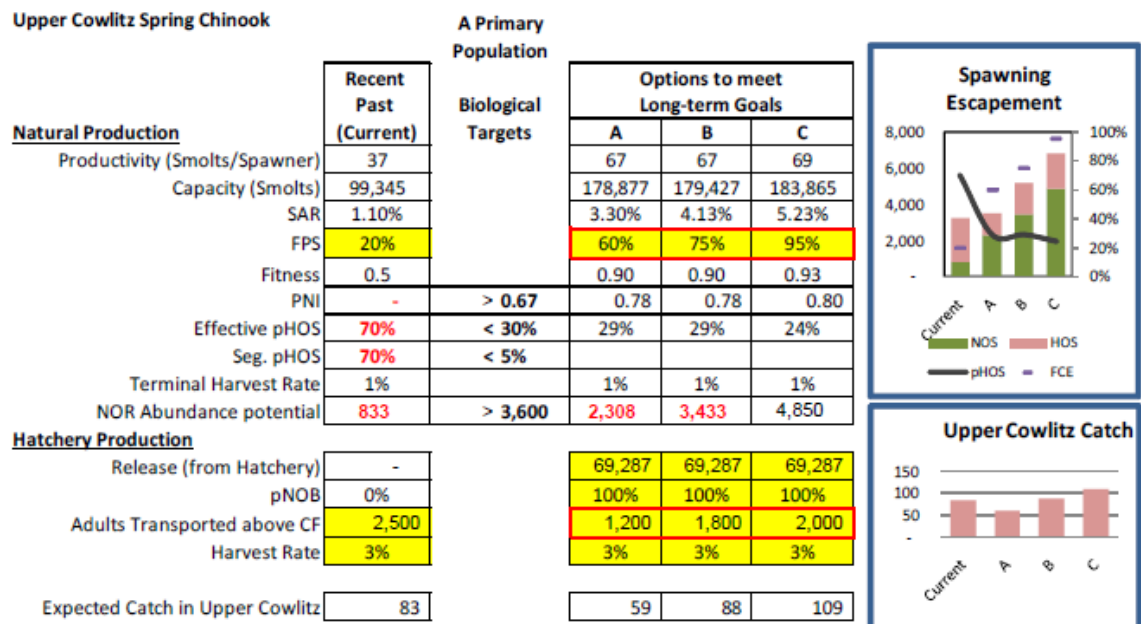 Upper Cowlitz Spring Chinook
A Primary
Population
Recent
Past
(Current)
Biological
Targets
Options to meet
Long-term Goals
Natural Production
A B C
Productivity (Smolts/Spawner) 37 67 67 69
Capacity (Smolts) 99,345 178,877 179,427 183,865
SAR 1.10% 3.30% 4.13% 5.23%
FPS 20% 60% 75% 95%
Fitness 0.5 0.90 0.90 0.93
PNI - > 0.67 0.78 0.78 0.80
Effective pHOS 70% < 30% 29% 29% 24%
Seg. pHOS 70% < 5%
Terminal Harvest Rate 1% 1% 1% 1%
NOR Abundance potential 833 > 3,600 2,308 3,433 4,850
Hatchery Production
Release (from Hatchery) - 69,287 69,287 69,287
pNOB 0% 100% 100% 100%
Adults Transported above CF 2,500 1,200 1,800 2,000
Harvest Rate 3% 3% 3% 3%
Expected Catch in Upper Cowlitz 83 59 88 109
Spawning
Escapement
8,000 100%
80%
6,000
60%
4,000
40%
2,000
20%
- 0%
Current A B C
NOS HOS
pHOS FCE
Upper Cowlitz Catch
150
100
50
-
Current A B C